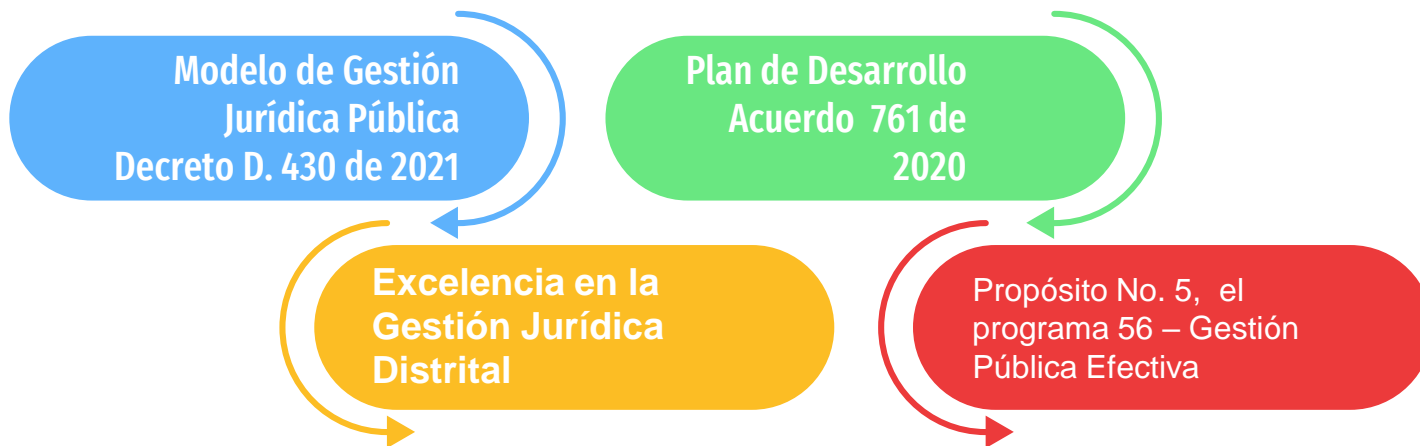 Modelo de Gestión
Jurídica Pública
Decreto D. 430 de 2021
Plan de Desarrollo
Acuerdo 761 de
2020
Excelencia en la
Gestión Jurídica
Distrital
Propósito No. 5, el
programa 56 – Gestión
Pública Efectiva